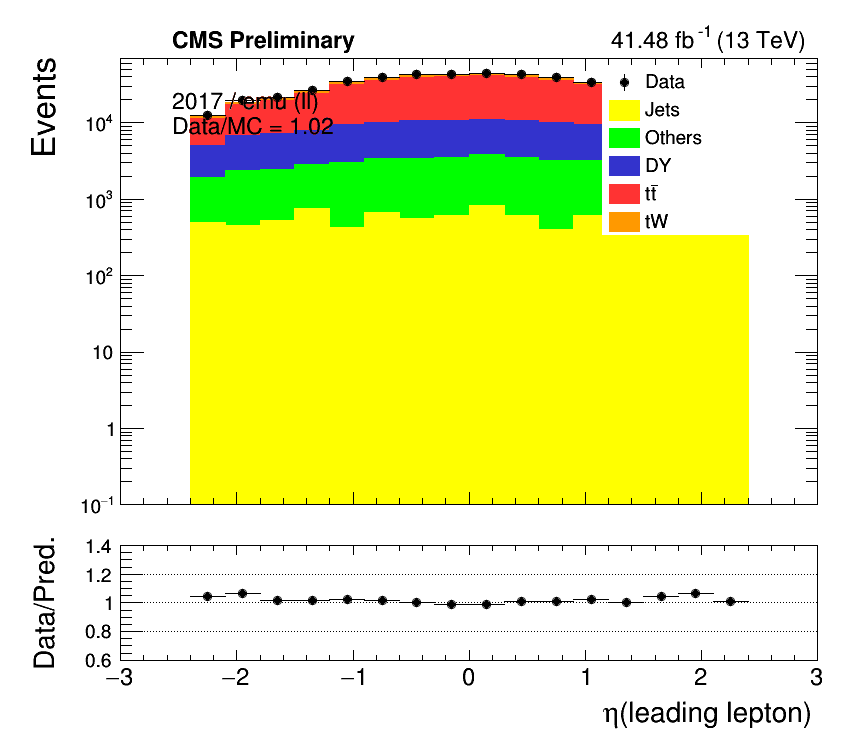 CMS Preliminary
41.48 fb⁻¹ (13 TeV)
Events
2017 / emu (ll)
Data/MC = 1.02
Data
Jets
Others
DY
tt̄
tW
10⁴
10³
10²
10
1
10⁻¹
Data/Pred.
1.4
1.2
1
0.8
0.6
−3 −2 −1 0 1 2 3
η(leading lepton)